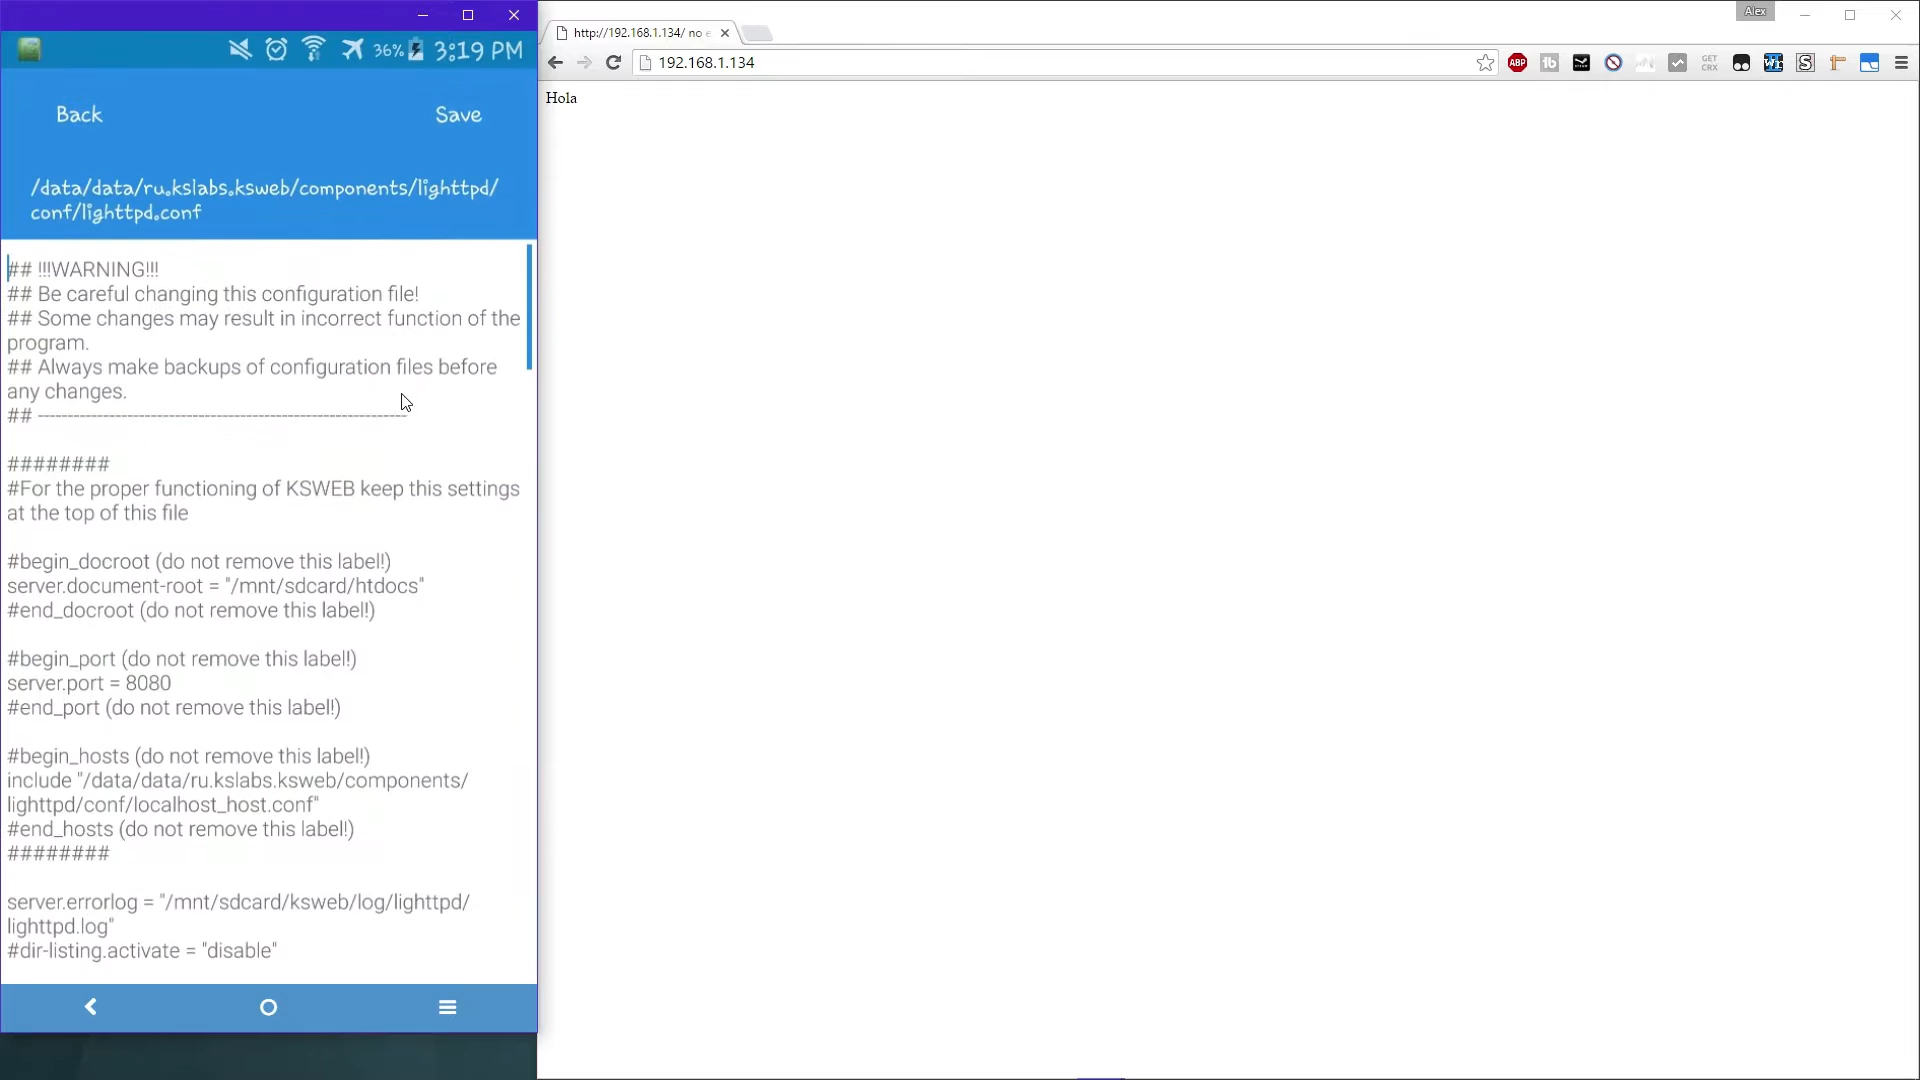 36% 3:19 PM
Back Save
/data/data/ru.kslabs.ksweb/components/lighttpd/
conf/lighttpd.conf
## !!!WARNING!!!
## Be careful changing this configuration file!
## Some changes may result in incorrect function of the
program.
## Always make backups of configuration files before
any changes.
## --------------------------------------------------------------
########
#For the proper functioning of KSWEB keep this settings
at the top of this file
#begin_docroot (do not remove this label!)
server.document-root = "/mnt/sdcard/htdocs"
#end_docroot (do not remove this label!)
#begin_port (do not remove this label!)
server.port = 8080
#end_port (do not remove this label!)
#begin_hosts (do not remove this label!)
include "/data/data/ru.kslabs.ksweb/components/
lighttpd/conf/localhost_host.conf"
#end_hosts (do not remove this label!)
########
server.errorlog = "/mnt/sdcard/ksweb/log/lighttpd/
lighttpd.log"
#dir-listing.activate = "disable"
Alex
http://192.168.1.134/ no
192.168.1.134
ABP
GET
CRX
S
Hola